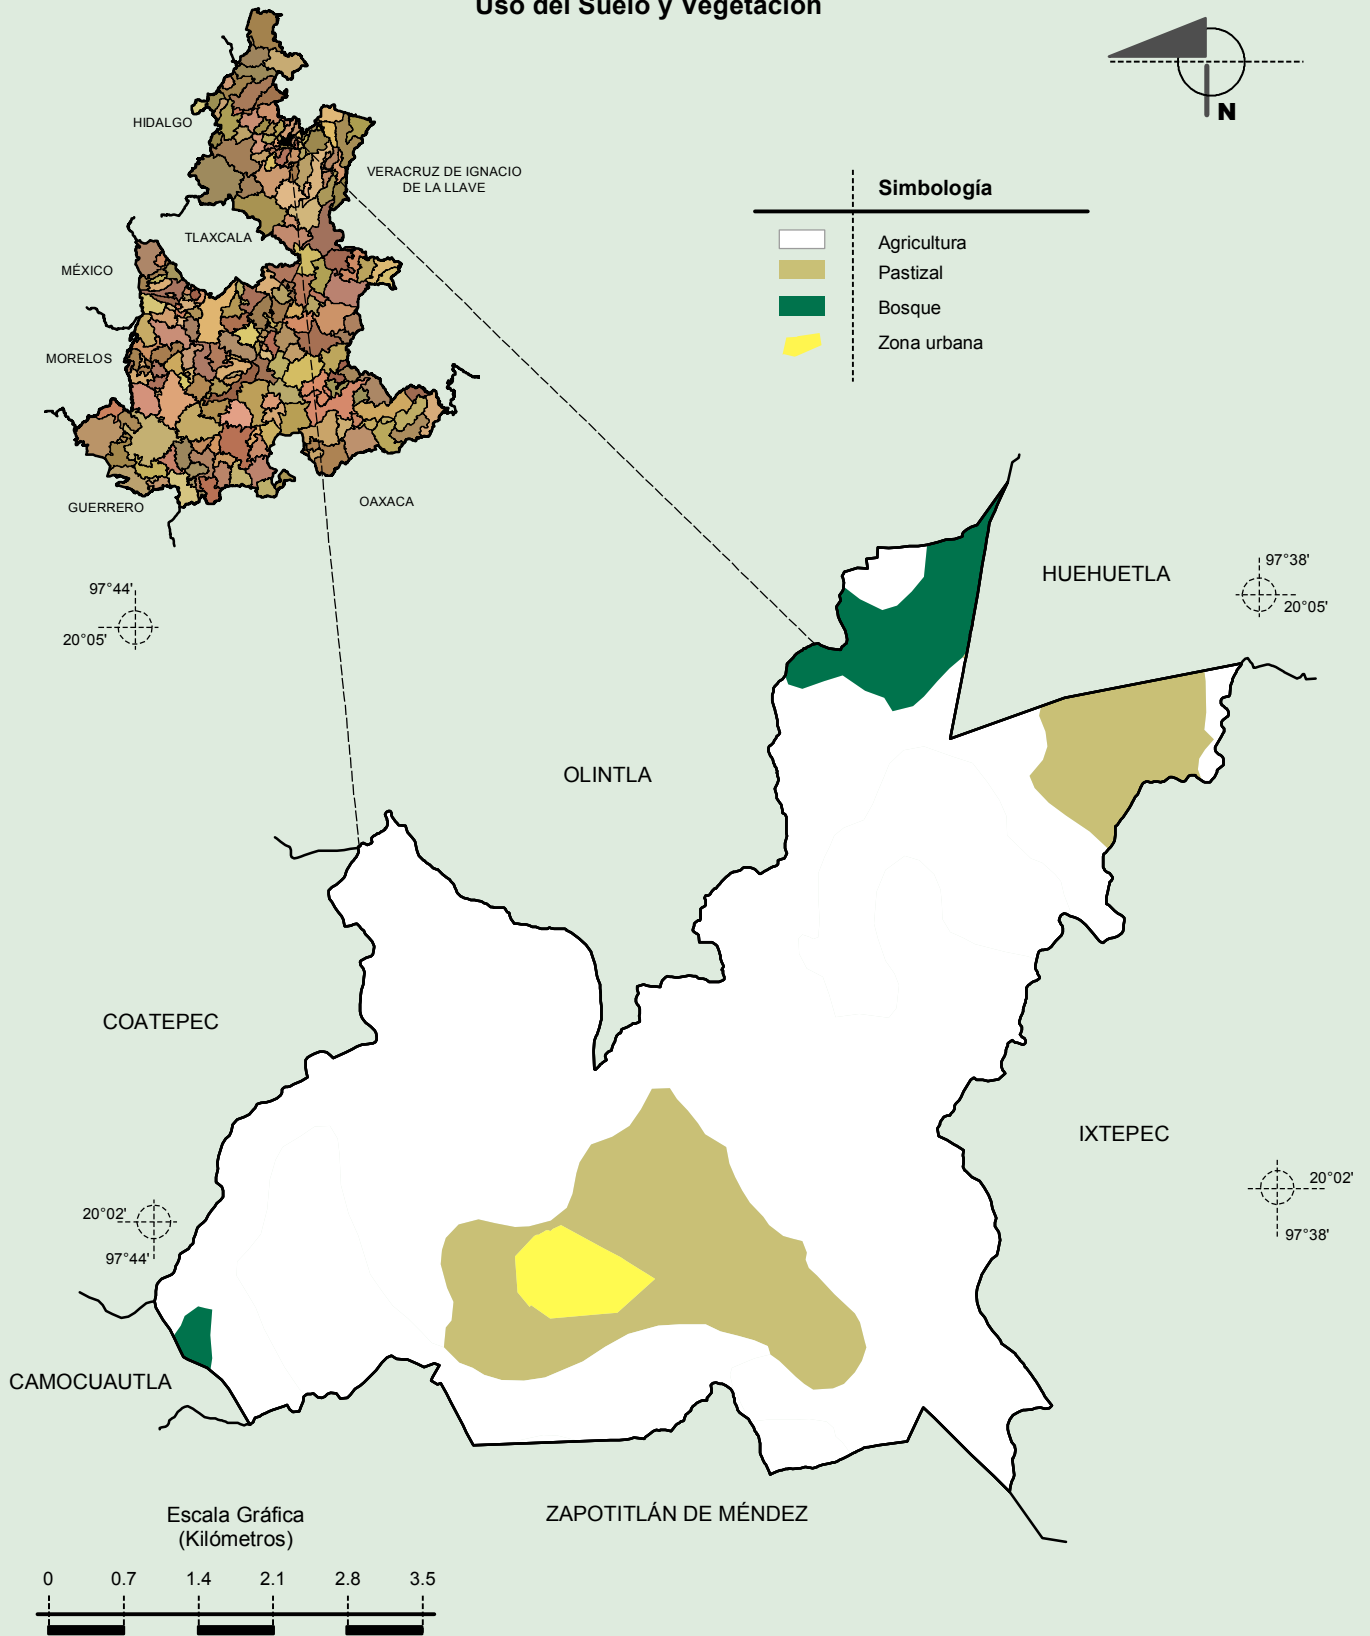 Uso del Suelo y Vegetación
N
HIDALGO
VERACRUZ DE IGNACIO
DE LA LLAVE
TLAXCALA
MÉXICO
MORELOS
GUERRERO
OAXACA
Simbología
Agricultura
Pastizal
Bosque
Zona urbana
97°44'
20°05'
HUEHUETLA
97°38'
20°05'
OLINTLA
COATEPEC
IXTEPEC
20°02'
97°44'
20°02'
97°38'
CAMOCUAUTLA
ZAPOTITLÁN DE MÉNDEZ
Escala Gráfica
(Kilómetros)
0 0.7 1.4 2.1 2.8 3.5